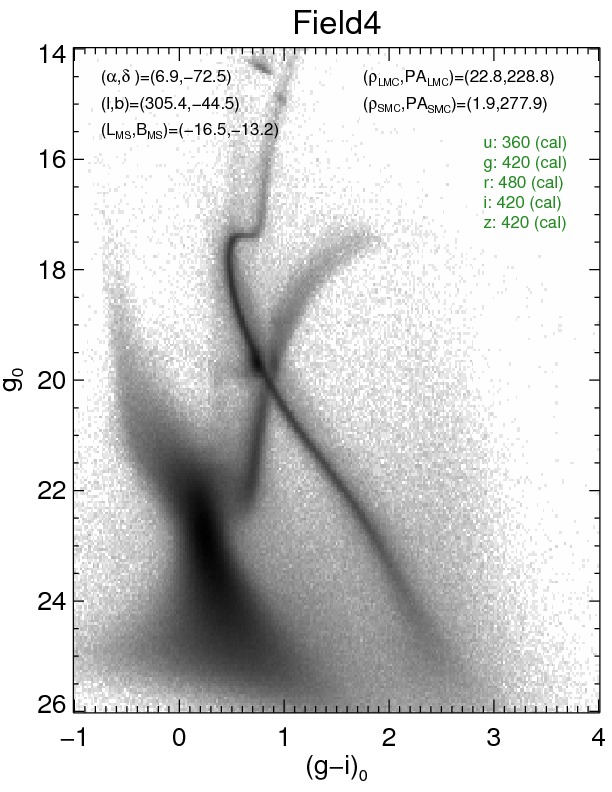 Field4
(α,δ )=(6.9,−72.5)
(ρLMC,PALMC)=(22.8,228.8)
(l,b)=(305.4,−44.5)
(ρSMC,PASMC)=(1.9,277.9)
(LMS,BMS)=(−16.5,−13.2)
u: 360 (cal)
g: 420 (cal)
r: 480 (cal)
i: 420 (cal)
z: 420 (cal)
14
16
18
20
22
24
26
g0
−1 0 1 2 3 4
(g−i)0